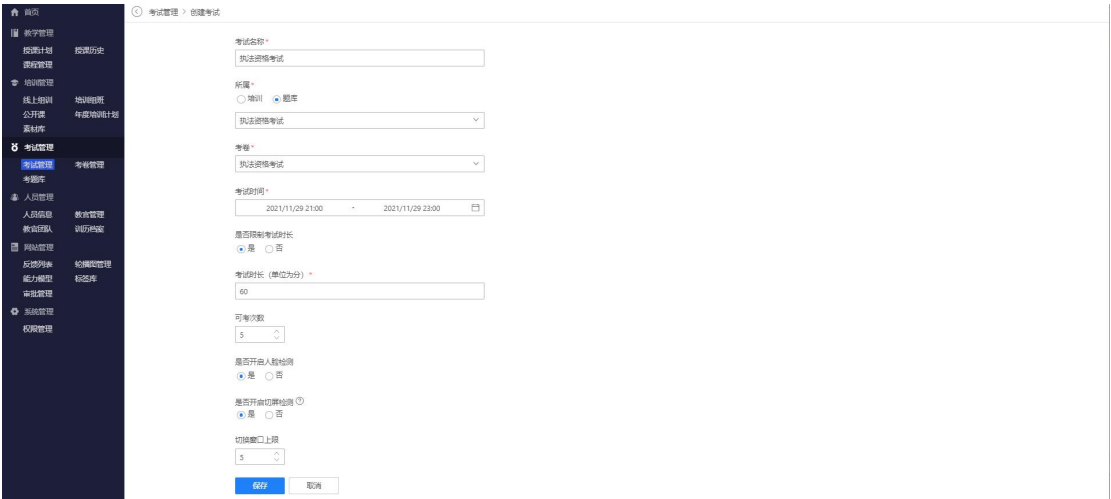 首页
教学管理
授课计划 授课历史
课程管理
培训管理
线上培训 培训组班
公开课 年度培训计划
素材库
考试管理
考试管理 考卷管理
考题库
人员管理
人员信息 教官管理
教官团队 训历档案
网站管理
反馈列表 轮播图管理
能力模型 标签库
审批管理
系统管理
权限管理
考试管理 > 创建考试
考试名称*
执法资格考试
所属*
培训 题库
执法资格考试
考卷*
执法资格考试
考试时间*
2021/11/29 21:00 - 2021/11/29 23:00
是否限制考试时长
是 否
考试时长（单位为分）*
60
可考次数
5
是否开启人脸检测
是 否
是否开启切屏检测?
是 否
切换窗口上限
5
保存 取消